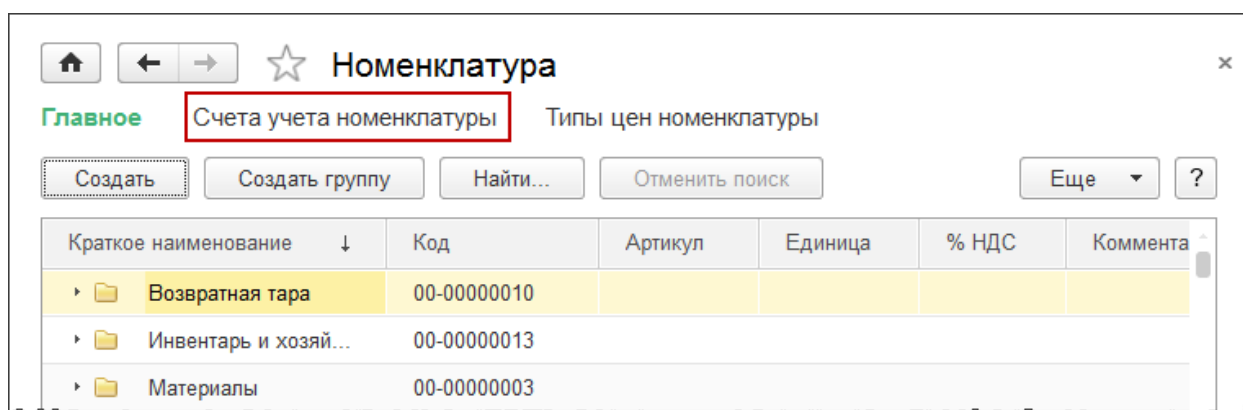 Номенклатура
Главное Счета учета номенклатуры Типы цен номенклатуры
Создать Создать группу Найти... Отменить поиск Еще ?
Краткое наименование ↓ Код Артикул Единица % НДС Коммента
Возвратная тара 00-00000010
Инвентарь и хозяй... 00-00000013
Материалы 00-00000003